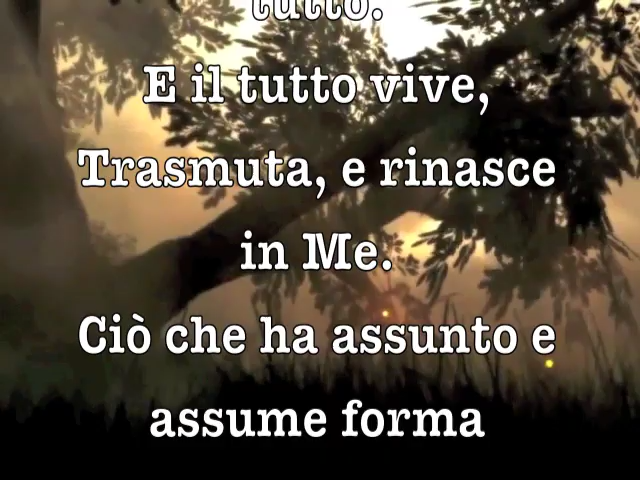 tutto.
E il tutto vive,
Trasmuta, e rinasce
in Me.
Ciò che ha assunto e
assume forma